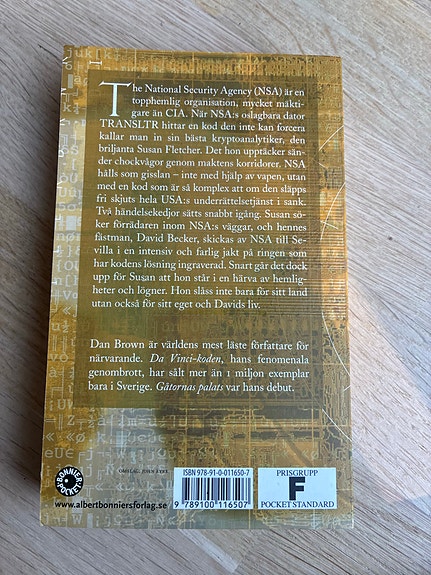 The National Security Agency (NSA) är en
topphemlig organisation, mycket mäkti-
gare än CIA. När NSA:s oslagbara dator
TRANSLTR hittar en kod den inte kan forcera
kallar man in sin bästa kryptoanalytiker, den
briljanta Susan Fletcher. Det hon upptäcker sän-
der chockvågor genom maktens korridorer. NSA
hålls som gisslan – inte med hjälp av vapen, utan
med en kod som är så komplex att om den släpps
fri skjuts hela USA:s underrättelsetjänst i sank.
Två händelsekedjor sätts snabbt igång. Susan sö-
ker förrädaren inom NSA:s väggar, och hennes
fästman, David Becker, skickas av NSA till Se-
villa i en intensiv och farlig jakt på ringen som
har kodens lösning ingraverad. Snart går det dock
upp för Susan att hon står i en härva av hemlig-
heter och lögner. Hon slåss inte bara för sitt land
utan också för sitt eget och Davids liv.
Dan Brown är världens mest läste författare för
närvarande. Da Vinci-koden, hans fenomenala
genombrott, har sålt mer än 1 miljon exemplar
bara i Sverige. Gåtornas palats var hans debut.
OMSLAG: JOHN EYRE
BONNIER POCKET
www.albertbonniersforlag.se
ISBN 978-91-0-011650-7
9 789100 116507
PRISGRUPP
F
POCKET STANDARD